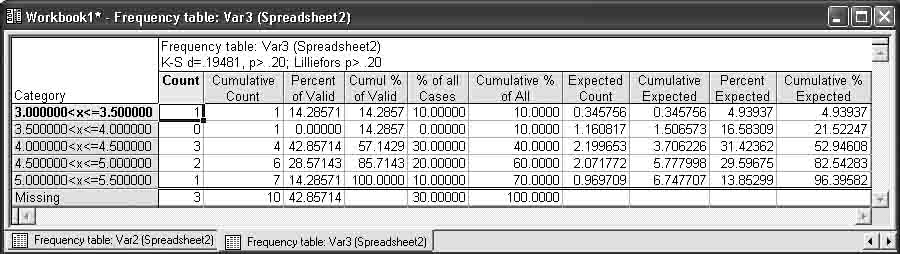 Workbook1* - Frequency table: Var3 (Spreadsheet2)
Frequency table: Var3 (Spreadsheet2)
K-S d=.19481, p> .20; Lilliefors p> .20
Category Count Cumulative Count Percent of Valid Cumul % of Valid % of all Cases Cumulative % of All Expected Count Cumulative Expected Percent Expected Cumulative % Expected
3.000000<x<=3.500000 1 1 14.28571 14.2857 10.00000 10.0000 0.345756 0.345756 4.93937 4.93937
3.500000<x<=4.000000 0 1 0.00000 14.2857 0.00000 10.0000 1.160817 1.506573 16.58309 21.52247
4.000000<x<=4.500000 3 4 42.85714 57.1429 30.00000 40.0000 2.199653 3.706226 31.42362 52.94608
4.500000<x<=5.000000 2 6 28.57143 85.7143 20.00000 60.0000 2.071772 5.777998 29.59675 82.54283
5.000000<x<=5.500000 1 7 14.28571 100.0000 10.00000 70.0000 0.969709 6.747707 13.85299 96.39582
Missing 3 10 42.85714 30.00000 100.0000
Frequency table: Var2 (Spreadsheet2) Frequency table: Var3 (Spreadsheet2)